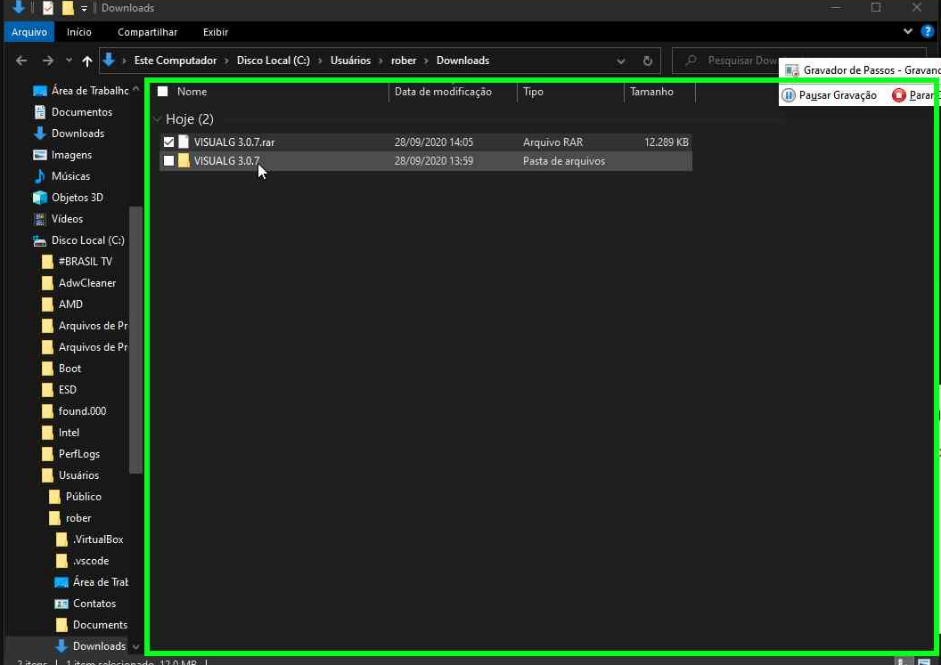 Downloads
Arquivo Início Compartilhar Exibir
Este Computador Disco Local (C:) Usuários rober Downloads
Pesquisar Dow
Gravador de Passos - Gravand
Pausar Gravação Parar
Área de Trabalho
Documentos
Downloads
Imagens
Músicas
Objetos 3D
Vídeos
Disco Local (C:)
#BRASIL TV
AdwCleaner
AMD
Arquivos de Pr
Arquivos de Pr
Boot
ESD
found.000
Intel
PerfLogs
Usuários
Público
rober
.VirtualBox
.vscode
Área de Trab
Contatos
Documents
Downloads
Nome Data de modificação Tipo Tamanho
Hoje (2)
VISUALG 3.0.7.rar 28/09/2020 14:05 Arquivo RAR 12.289 KB
VISUALG 3.0.7 28/09/2020 13:59 Pasta de arquivos
2 itens 1 item selecionado 12,0 MB